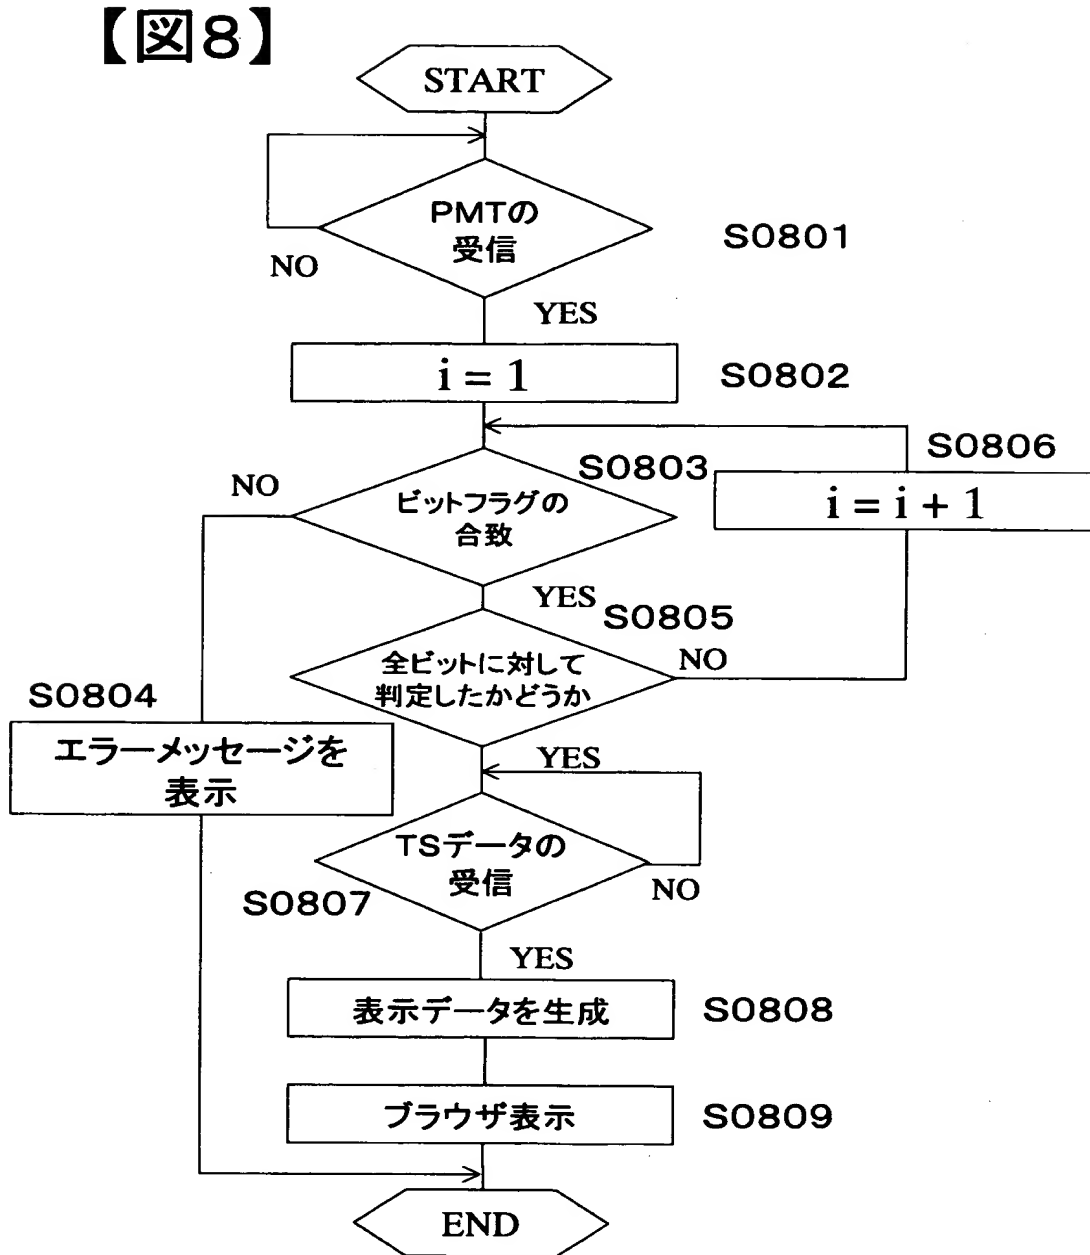 【図8】
START
PMTの
受信
S0801
NO
YES
i = 1
S0802
S0806
i = i + 1
S0803
NO
ビットフラグの
合致
YES
S0805
全ビットに対して
判定したかどうか
NO
S0804
エラーメッセージを
表示
YES
TSデータの
受信
NO
S0807
YES
表示データを生成
S0808
ブラウザ表示
S0809
END